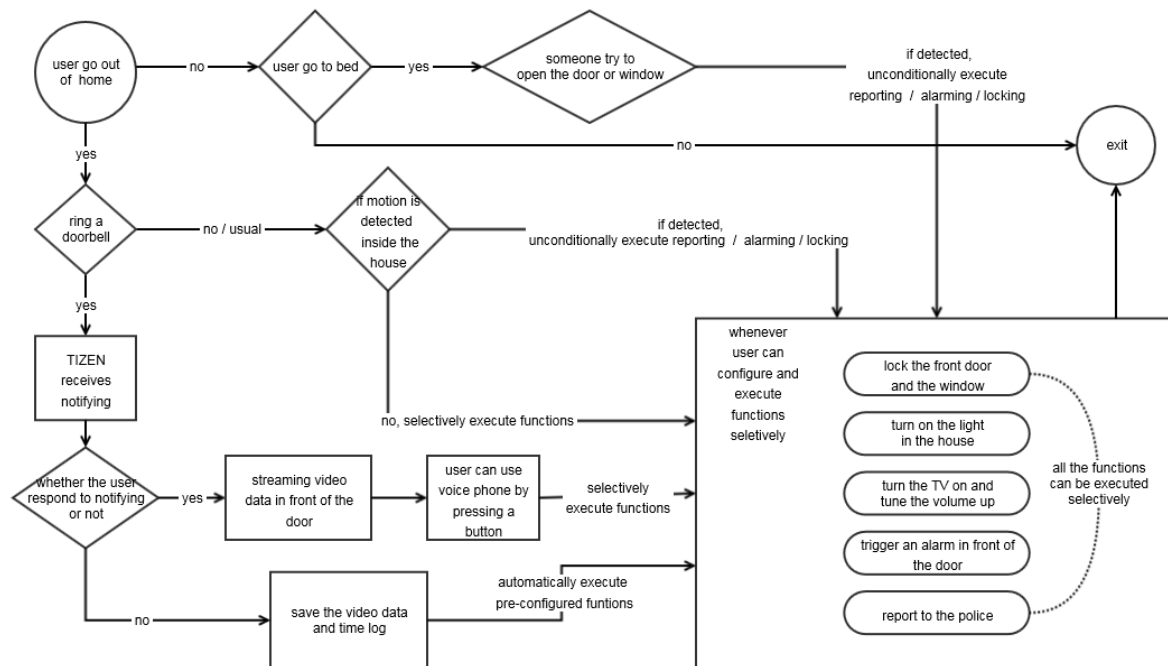 user go out
of home
no
user go to bed
yes
someone try to
open the door or window
if detected,
unconditionally execute
reporting / alarming / locking
no
exit
yes
ring a
doorbell
no / usual
if motion is
detected
inside the
house
if detected,
unconditionally execute reporting / alarming / locking
yes
TIZEN
receives
notifying
no, selectively execute functions
whether the user
respond to notifying
or not
yes
streaming video
data in front of the
door
user can use
voice phone by
pressing a
button
selectively
execute functions
no
save the video data
and time log
automatically execute
pre-configured funtions
whenever
user can
configure and
execute
functions
seletively
lock the front door
and the window
turn on the light
in the house
turn the TV on and
tune the volume up
trigger an alarm in front of
the door
report to the police
all the functions
can be executed
selectively